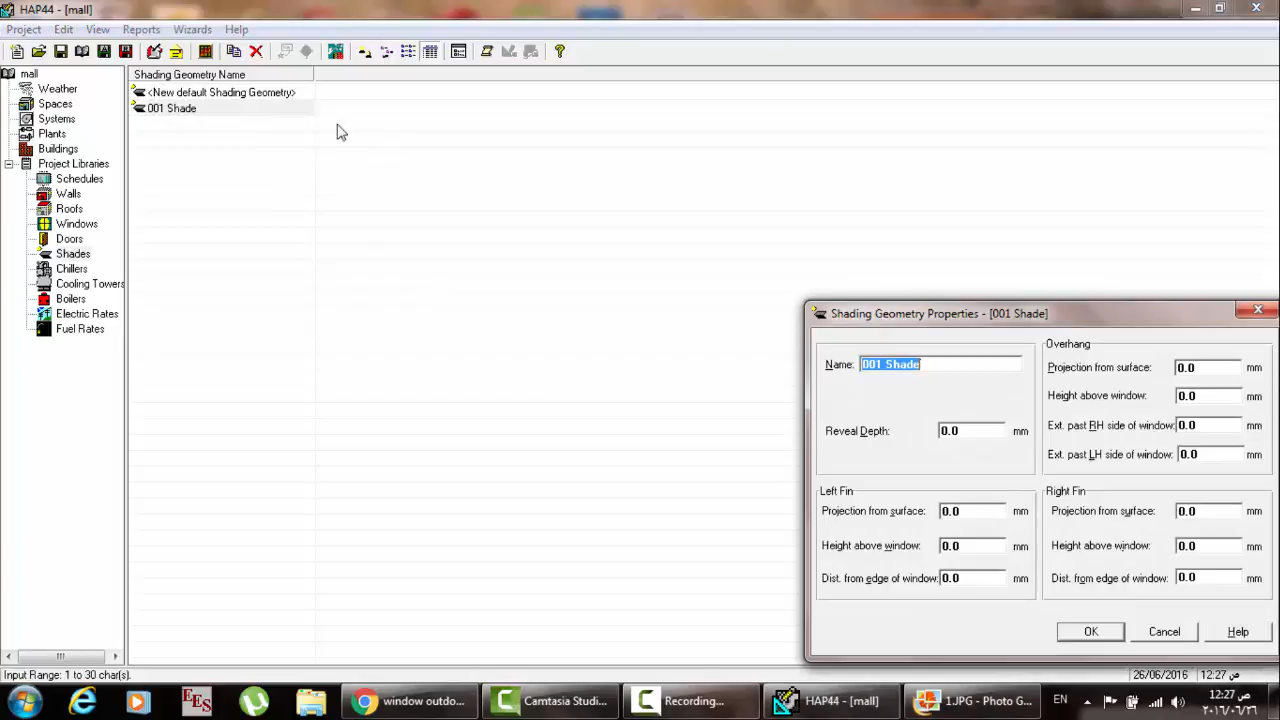 HAP44 - [mall]
Project Edit View Reports Wizards Help
mall
Weather
Spaces
Systems
Plants
Buildings
Project Libraries
Schedules
Walls
Roofs
Windows
Doors
Shades
Chillers
Cooling Towers
Boilers
Electric Rates
Fuel Rates
Shading Geometry Name
<New default Shading Geometry>
001 Shade
Shading Geometry Properties - [001 Shade]
Name: 001 Shade
Reveal Depth: 0.0 mm
Overhang
Projection from surface: 0.0 mm
Height above window: 0.0 mm
Ext. past RH side of window: 0.0 mm
Ext. past LH side of window: 0.0 mm
Left Fin
Projection from surface: 0.0 mm
Height above window: 0.0 mm
Dist. from edge of window: 0.0 mm
Right Fin
Projection from surface: 0.0 mm
Height above window: 0.0 mm
Dist. from edge of window: 0.0 mm
OK Cancel Help
Input Range: 1 to 30 char(s).
26/06/2016 12:27 ص
EES
window outdo...
Camtasia Studi...
Recording...
HAP44 - [mall]
1.JPG - Photo G...
EN
12:27 ص
٢٠١٦/٠٦/٢٦